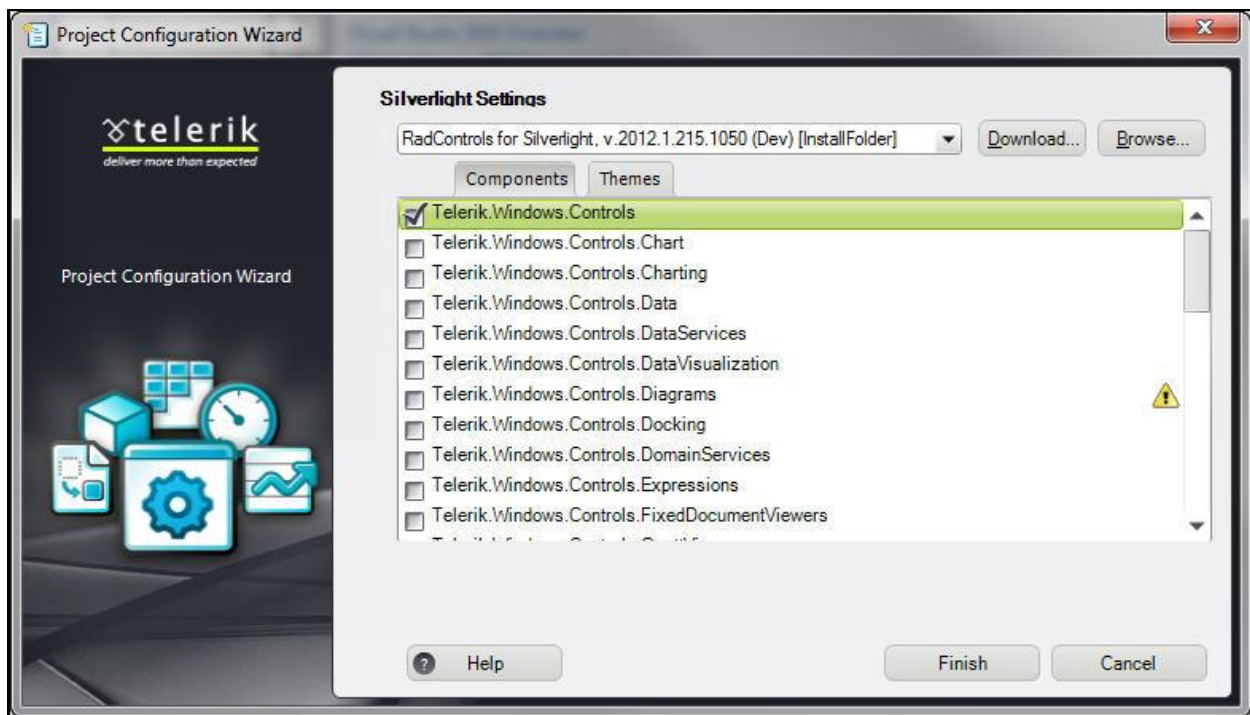 Project Configuration Wizard
telerik
deliver more than expected
Project Configuration Wizard
Silverlight Settings
RadControls for Silverlight, v.2012.1.215.1050 (Dev) [InstallFolder]
Download...
Browse...
Components
Themes
Telerik.Windows.Controls
Telerik.Windows.Controls.Chart
Telerik.Windows.Controls.Charting
Telerik.Windows.Controls.Data
Telerik.Windows.Controls.DataServices
Telerik.Windows.Controls.DataVisualization
Telerik.Windows.Controls.Diagrams
Telerik.Windows.Controls.Docking
Telerik.Windows.Controls.DomainServices
Telerik.Windows.Controls.Expressions
Telerik.Windows.Controls.FixedDocumentViewers
Help
Finish
Cancel